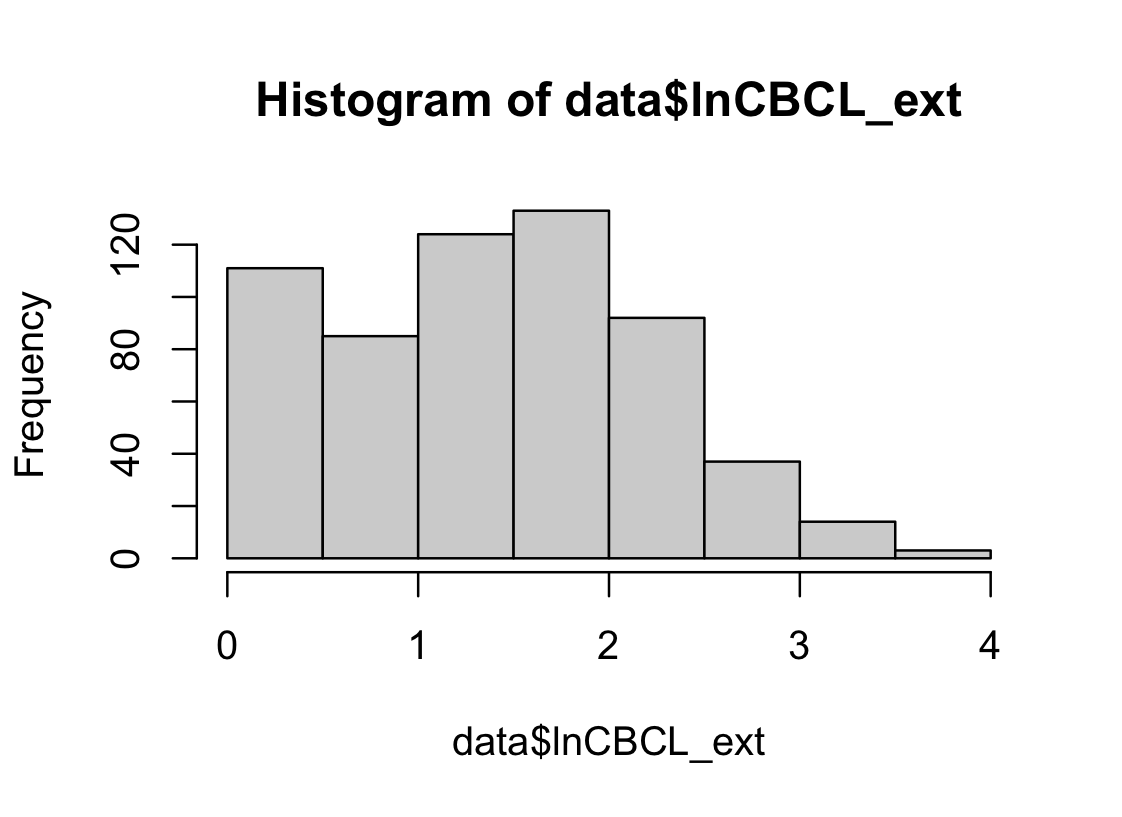 Histogram of data$lnCBCL_ext
Frequency
120
80
40
0
0 1 2 3 4
data$lnCBCL_ext